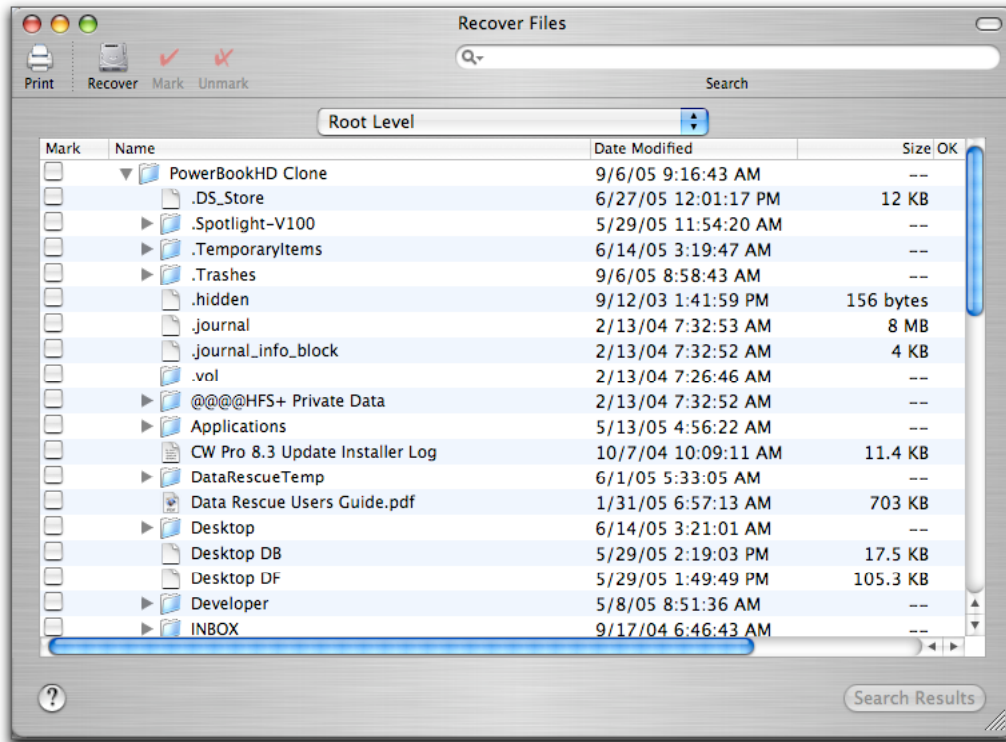 Recover Files
Print Recover Mark Unmark Search
Root Level
Mark Name Date Modified Size OK
PowerBookHD Clone 9/6/05 9:16:43 AM --
.DS_Store 6/27/05 12:01:17 PM 12 KB
.Spotlight-V100 5/29/05 11:54:20 AM --
.TemporaryItems 6/14/05 3:19:47 AM --
.Trashes 9/6/05 8:58:43 AM --
.hidden 9/12/03 1:41:59 PM 156 bytes
.journal 2/13/04 7:32:53 AM 8 MB
.journal_info_block 2/13/04 7:32:52 AM 4 KB
.vol 2/13/04 7:26:46 AM --
@@@@HFS+ Private Data 2/13/04 7:32:52 AM --
Applications 5/13/05 4:56:22 AM --
CW Pro 8.3 Update Installer Log 10/7/04 10:09:11 AM 11.4 KB
DataRescueTemp 6/1/05 5:33:05 AM --
Data Rescue Users Guide.pdf 1/31/05 6:57:13 AM 703 KB
Desktop 6/14/05 3:21:01 AM --
Desktop DB 5/29/05 2:19:03 PM 17.5 KB
Desktop DF 5/29/05 1:49:49 PM 105.3 KB
Developer 5/8/05 8:51:36 AM --
INBOX 9/17/04 6:46:43 AM --
? Search Results